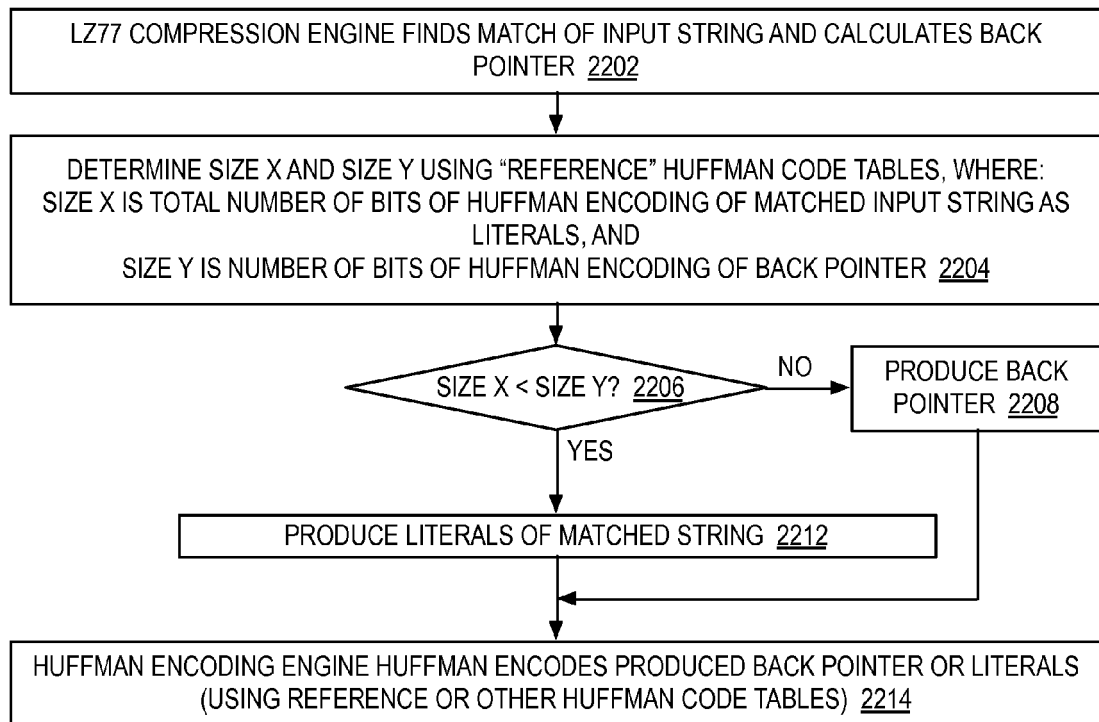 LZ77 COMPRESSION ENGINE FINDS MATCH OF INPUT STRING AND CALCULATES BACK
POINTER 2202
DETERMINE SIZE X AND SIZE Y USING “REFERENCE” HUFFMAN CODE TABLES, WHERE:
SIZE X IS TOTAL NUMBER OF BITS OF HUFFMAN ENCODING OF MATCHED INPUT STRING AS
LITERALS, AND
SIZE Y IS NUMBER OF BITS OF HUFFMAN ENCODING OF BACK POINTER 2204
SIZE X < SIZE Y? 2206
NO
PRODUCE BACK
POINTER 2208
YES
PRODUCE LITERALS OF MATCHED STRING 2212
HUFFMAN ENCODING ENGINE HUFFMAN ENCODES PRODUCED BACK POINTER OR LITERALS
(USING REFERENCE OR OTHER HUFFMAN CODE TABLES) 2214